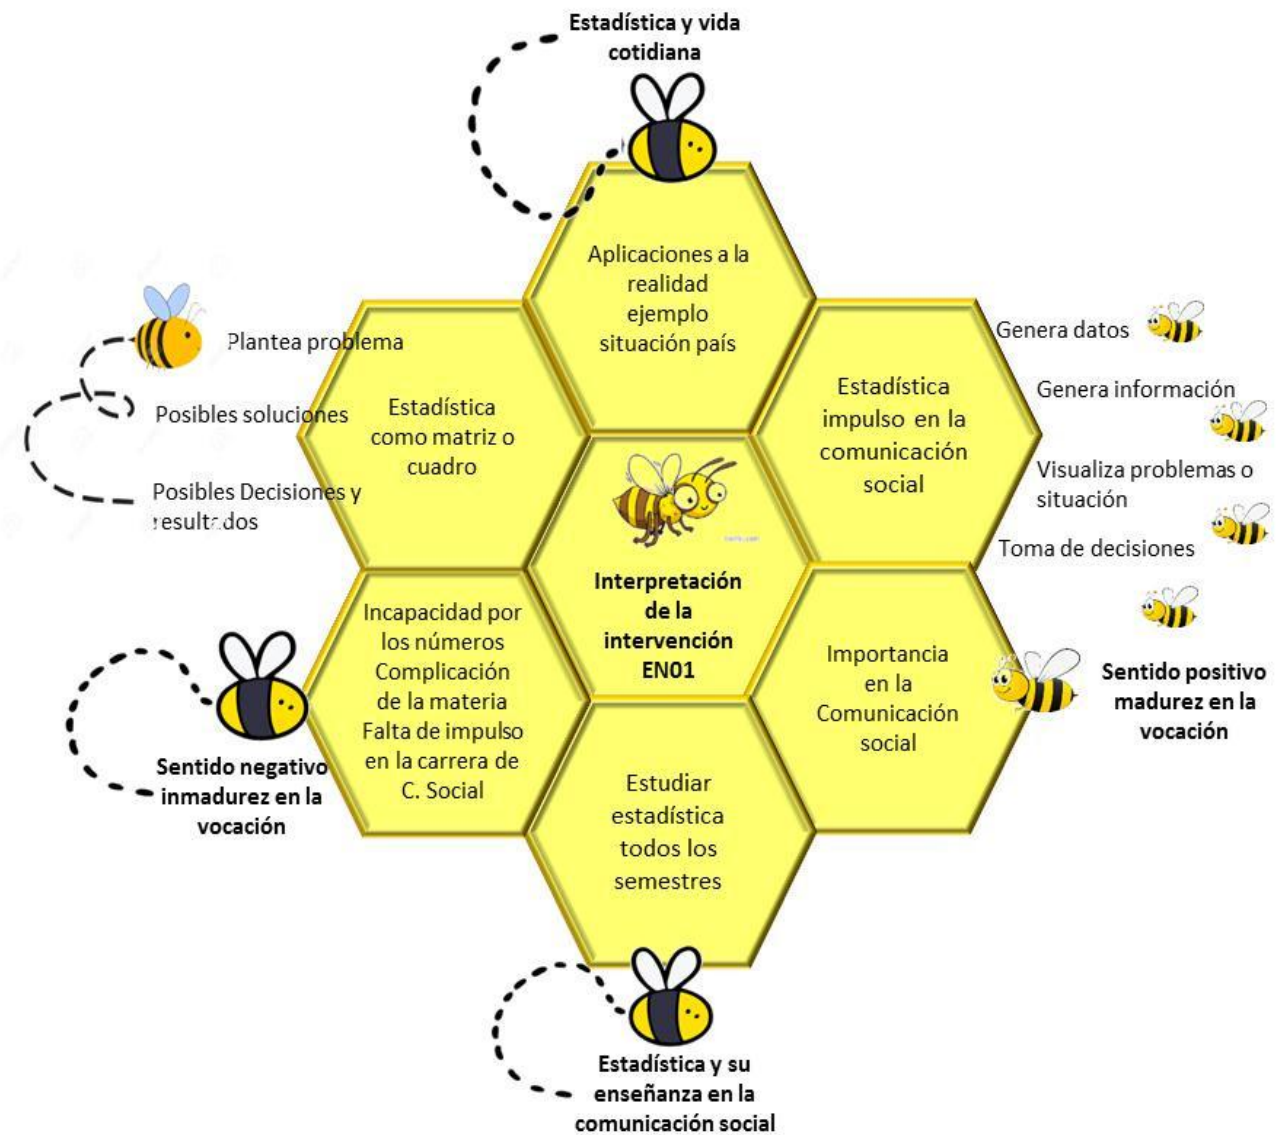 Estadística y vida
cotidiana
Aplicaciones a la
realidad
ejemplo
situación país
Plantea problema
Posibles soluciones
Posibles Decisiones y
resultados
Estadística
como matriz o
cuadro
Estadística
impulso en la
comunicación
social
Genera datos
Genera información
Visualiza problemas o
situación
Toma de decisiones
Interpretación
de la
intervención
EN01
Incapacidad por
los números
Complicación
de la materia
Falta de impulso
en la carrera de
C. Social
Sentido negativo
inmadurez en la
vocación
Importancia
en la
Comunicación
social
Sentido positivo
madurez en la
vocación
Estudiar
estadística
todos los
semestres
Estadística y su
enseñanza en la
comunicación social